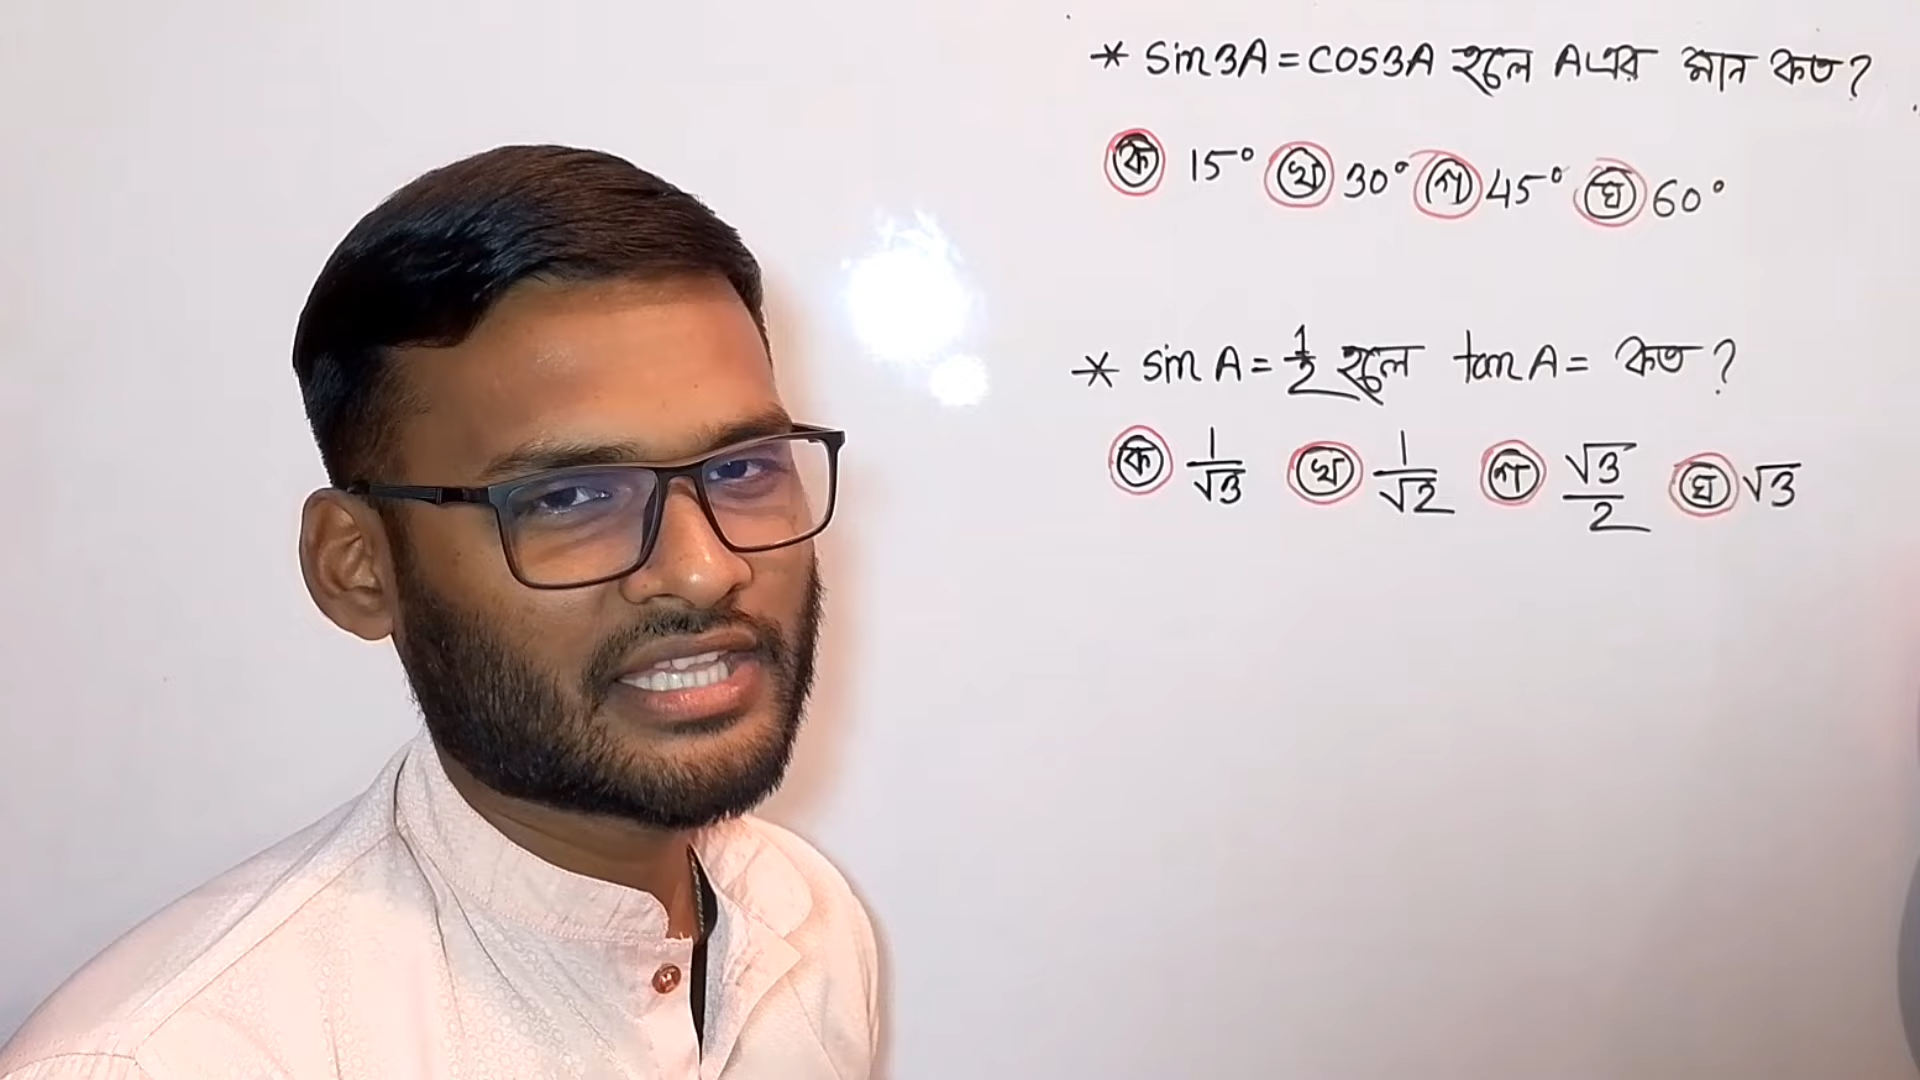 * sin3A = cos3A হলে A এর মান কত?
ক 15° খ 30° গ 45° ঘ 60°
* sin A = 1/2 হলে tan A = কত?
ক 1/√3 খ 1/√2 গ √3/2 ঘ √3